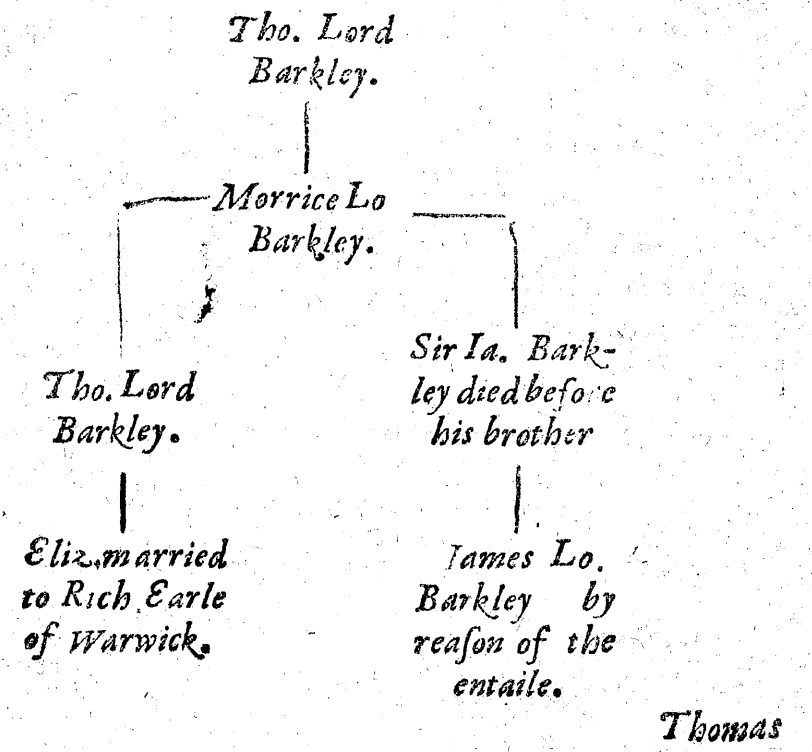 Tho. Lord
Barkley.
Morrice Lo
Barkley.
Tho. Lord
Barkley.
Sir Ia. Bark-
ley died before
his brother
Eliz. married
to Rich. Earle
of Warwick.
Iames Lo.
Barkley by
reaſon of the
entaile.
Thomas